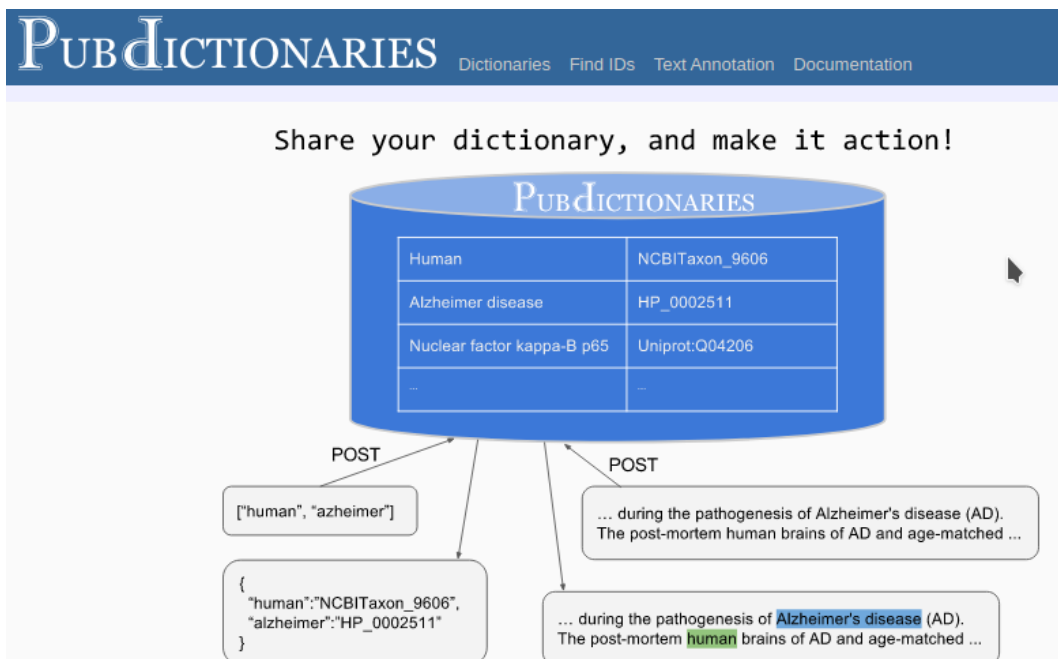 PUBDICTIONARIES
Dictionaries Find IDs Text Annotation Documentation
Share your dictionary, and make it action!
PUBDICTIONARIES
Human NCBITaxon_9606
Alzheimer disease HP_0002511
Nuclear factor kappa-B p65 Uniprot:Q04206
... ...
POST
POST
["human", "azheimer"]
... during the pathogenesis of Alzheimer's disease (AD).
The post-mortem human brains of AD and age-matched ...
{
"human":"NCBITaxon_9606",
"alzheimer":"HP_0002511"
}
... during the pathogenesis of Alzheimer's disease (AD).
The post-mortem human brains of AD and age-matched ...